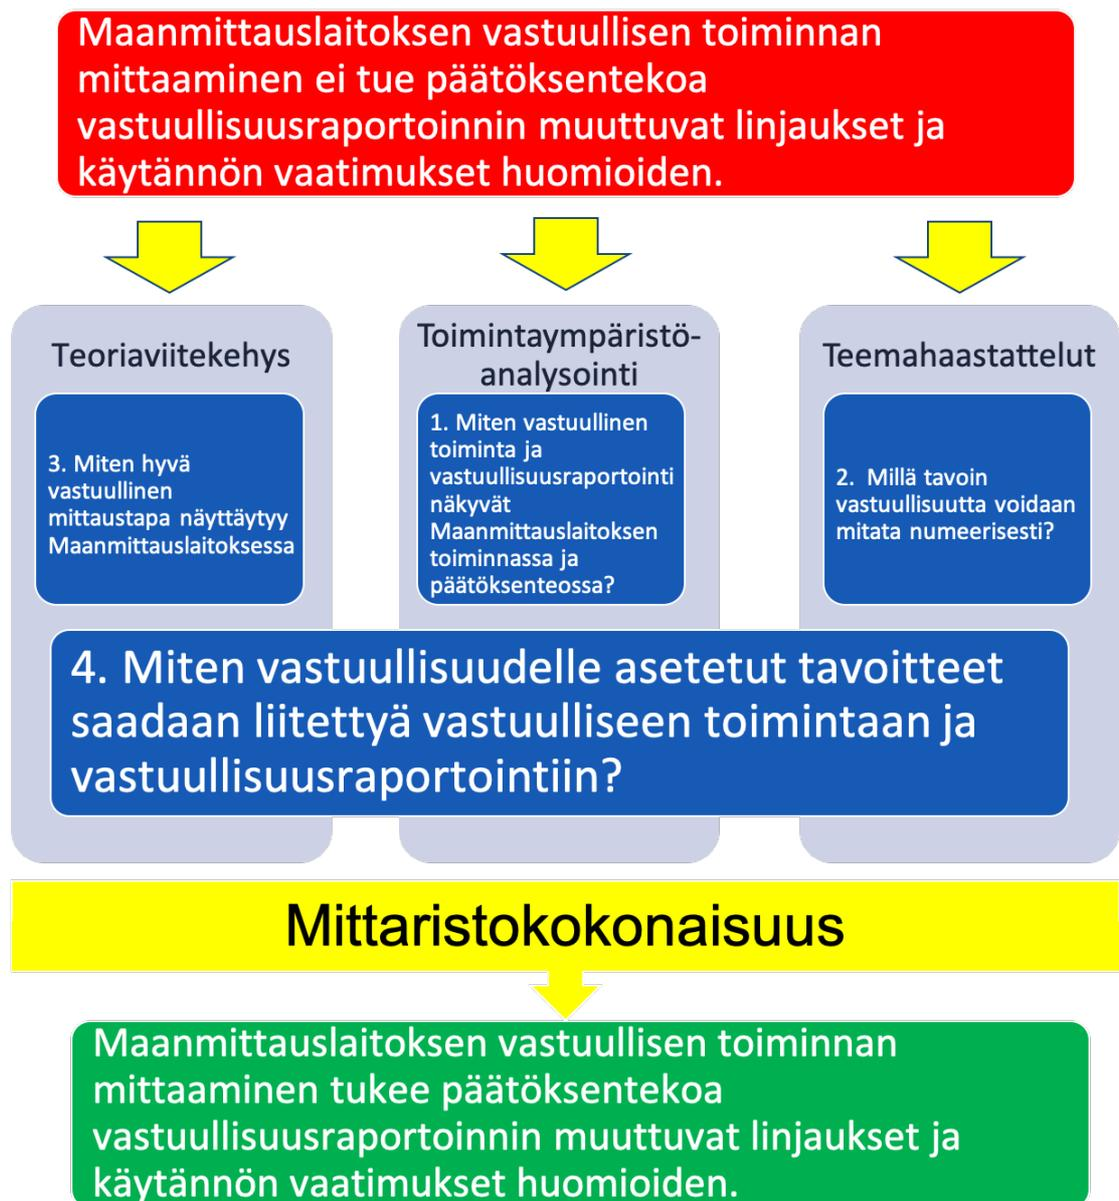 Maanmittauslaitoksen vastuullisen toiminnan
mittaaminen ei tue päätöksentekoa
vastuullisuusraportoinnin muuttuvat linjaukset ja
käytännön vaatimukset huomioiden.
Teoriaviitekehys
3. Miten hyvä
vastuullinen
mittaustapa näyttäytyy
Maanmittauslaitoksessa
Toimintaympäristö-
analysointi
1. Miten vastuullinen
toiminta ja
vastuullisuusraportointi
näkyvät
Maanmittauslaitoksen
toiminnassa ja
päätöksenteossa?
Teemahaastattelut
2. Millä tavoin
vastuullisuutta voidaan
mitata numeerisesti?
4. Miten vastuullisuudelle asetetut tavoitteet
saadaan liitettyä vastuulliseen toimintaan ja
vastuullisuusraportointiin?
Mittaristokokonaisuus
Maanmittauslaitoksen vastuullisen toiminnan
mittaaminen tukee päätöksentekoa
vastuullisuusraportoinnin muuttuvat linjaukset ja
käytännön vaatimukset huomioiden.